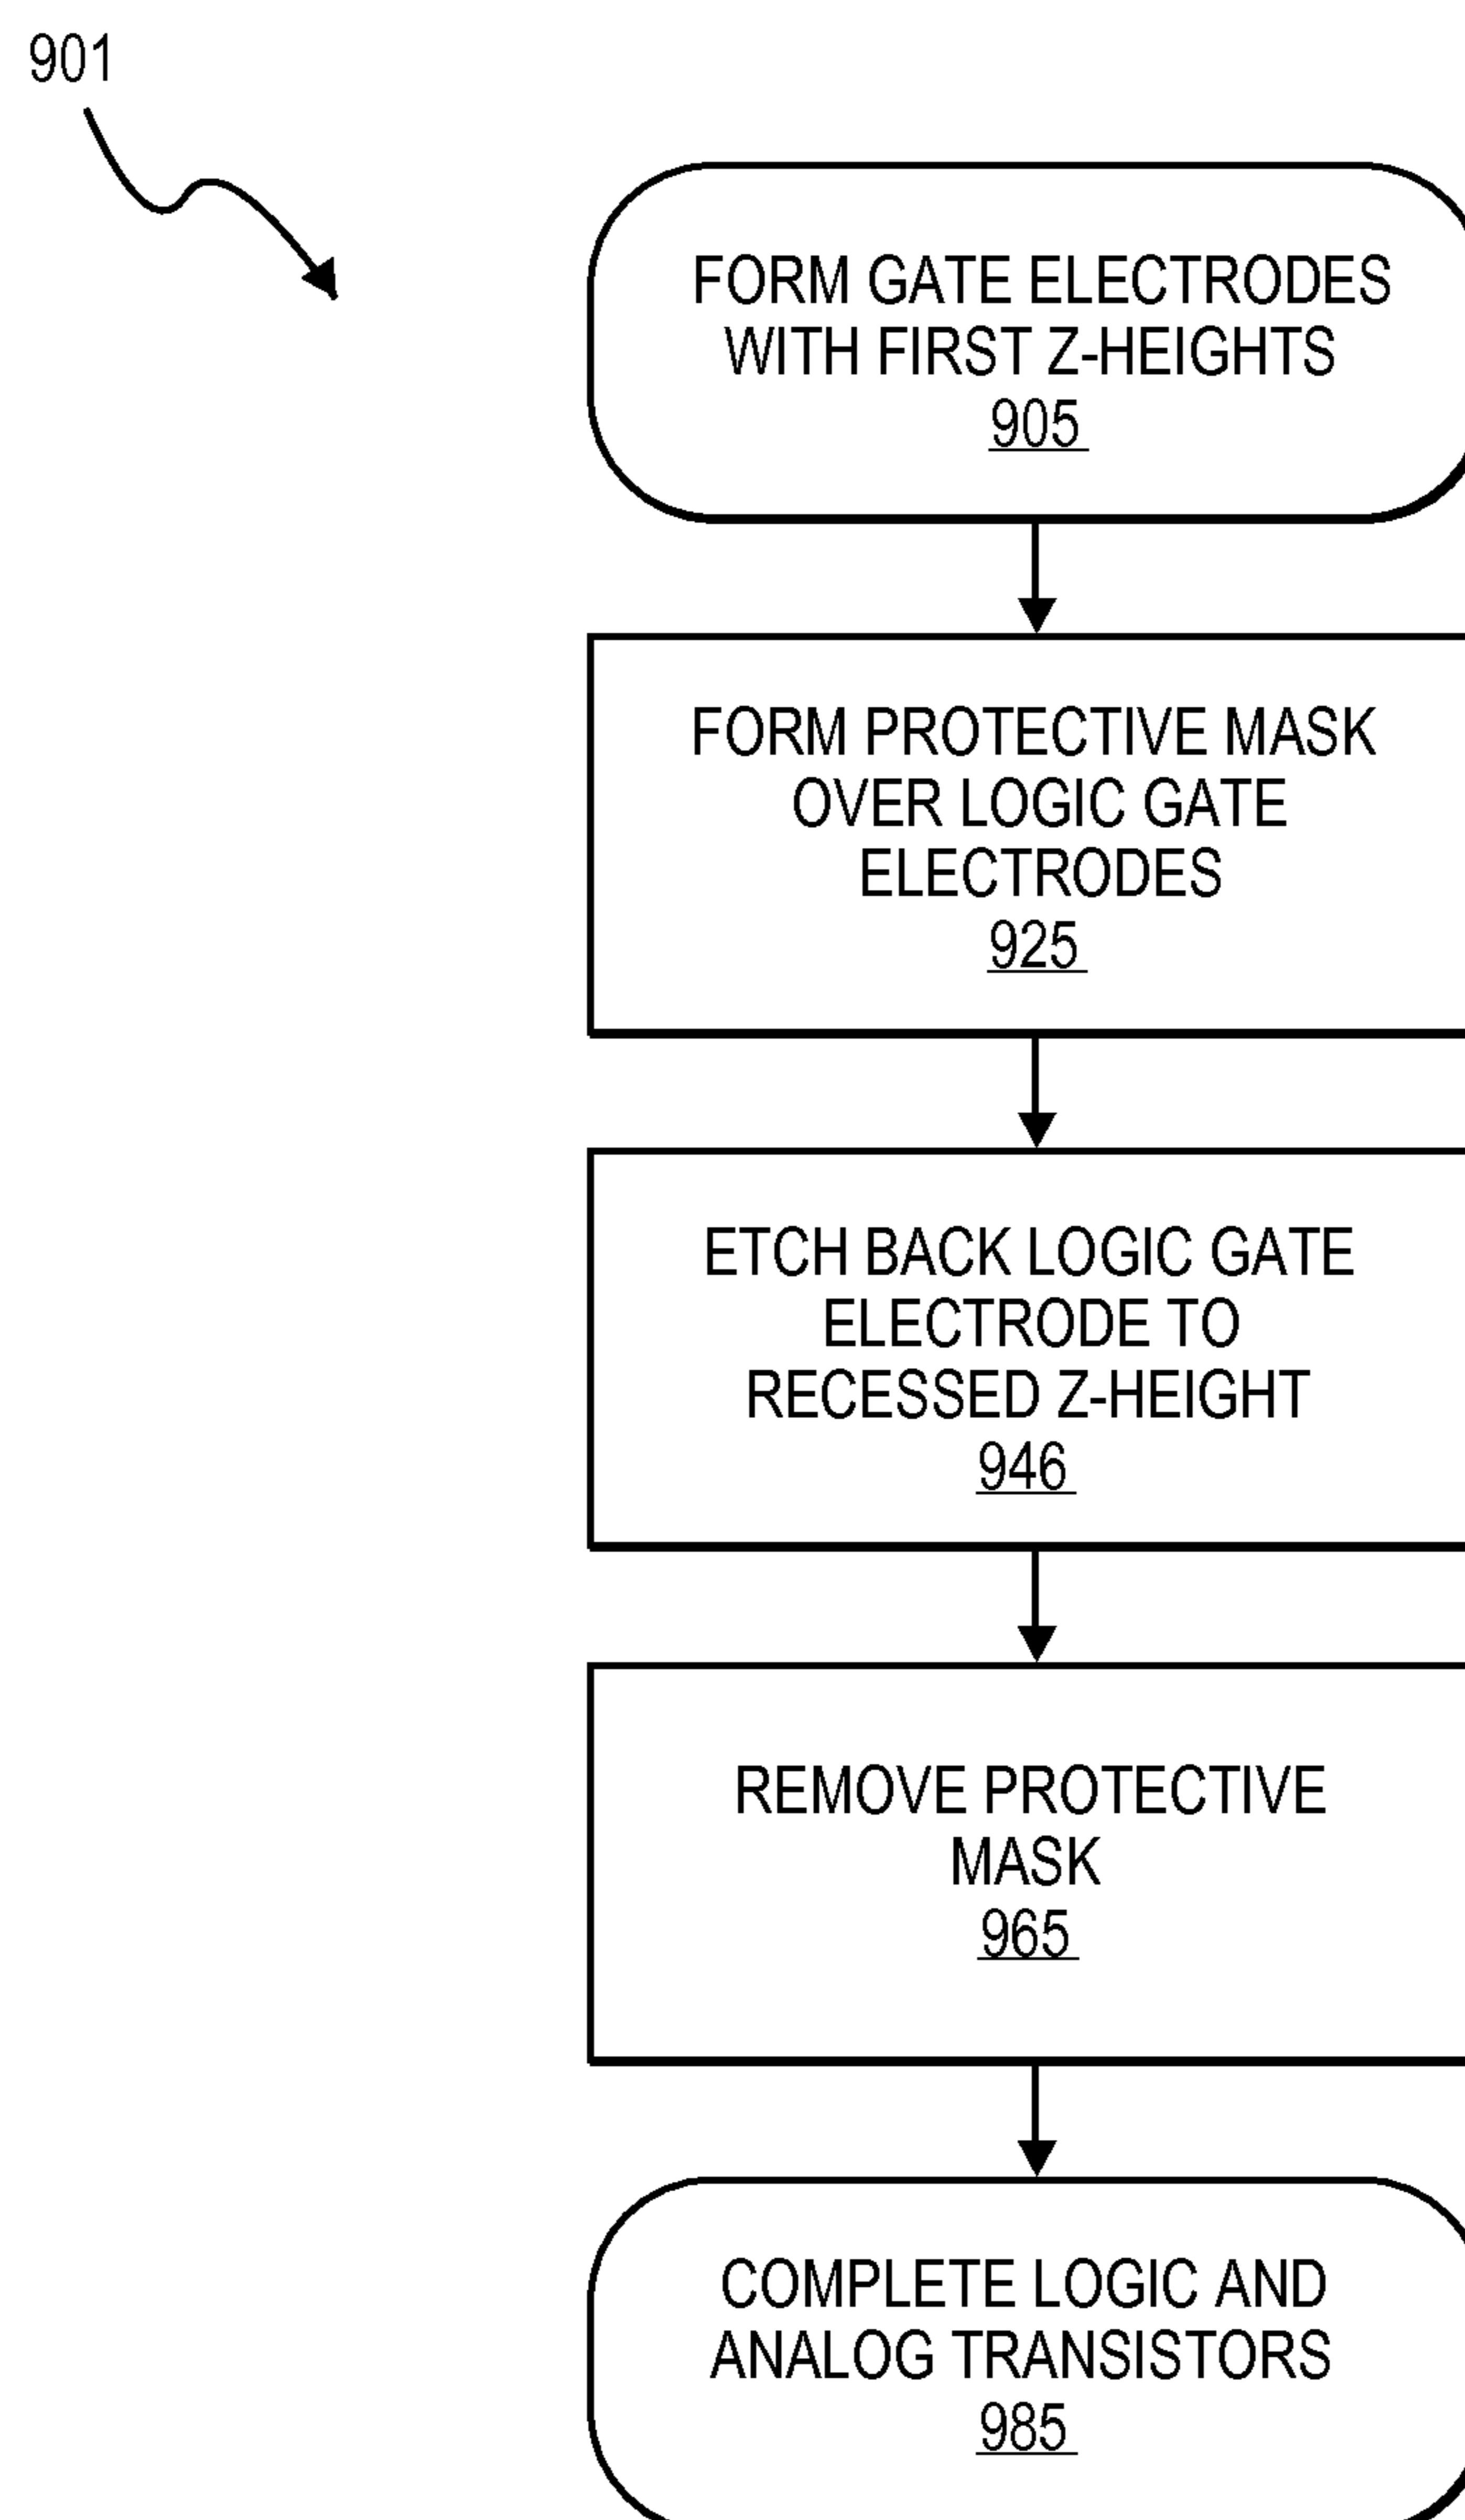 901
FORM GATE ELECTRODES
WITH FIRST Z-HEIGHTS
905
FORM PROTECTIVE MASK
OVER LOGIC GATE
ELECTRODES
925
ETCH BACK LOGIC GATE
ELECTRODE TO
RECESSED Z-HEIGHT
946
REMOVE PROTECTIVE
MASK
965
COMPLETE LOGIC AND
ANALOG TRANSISTORS
985